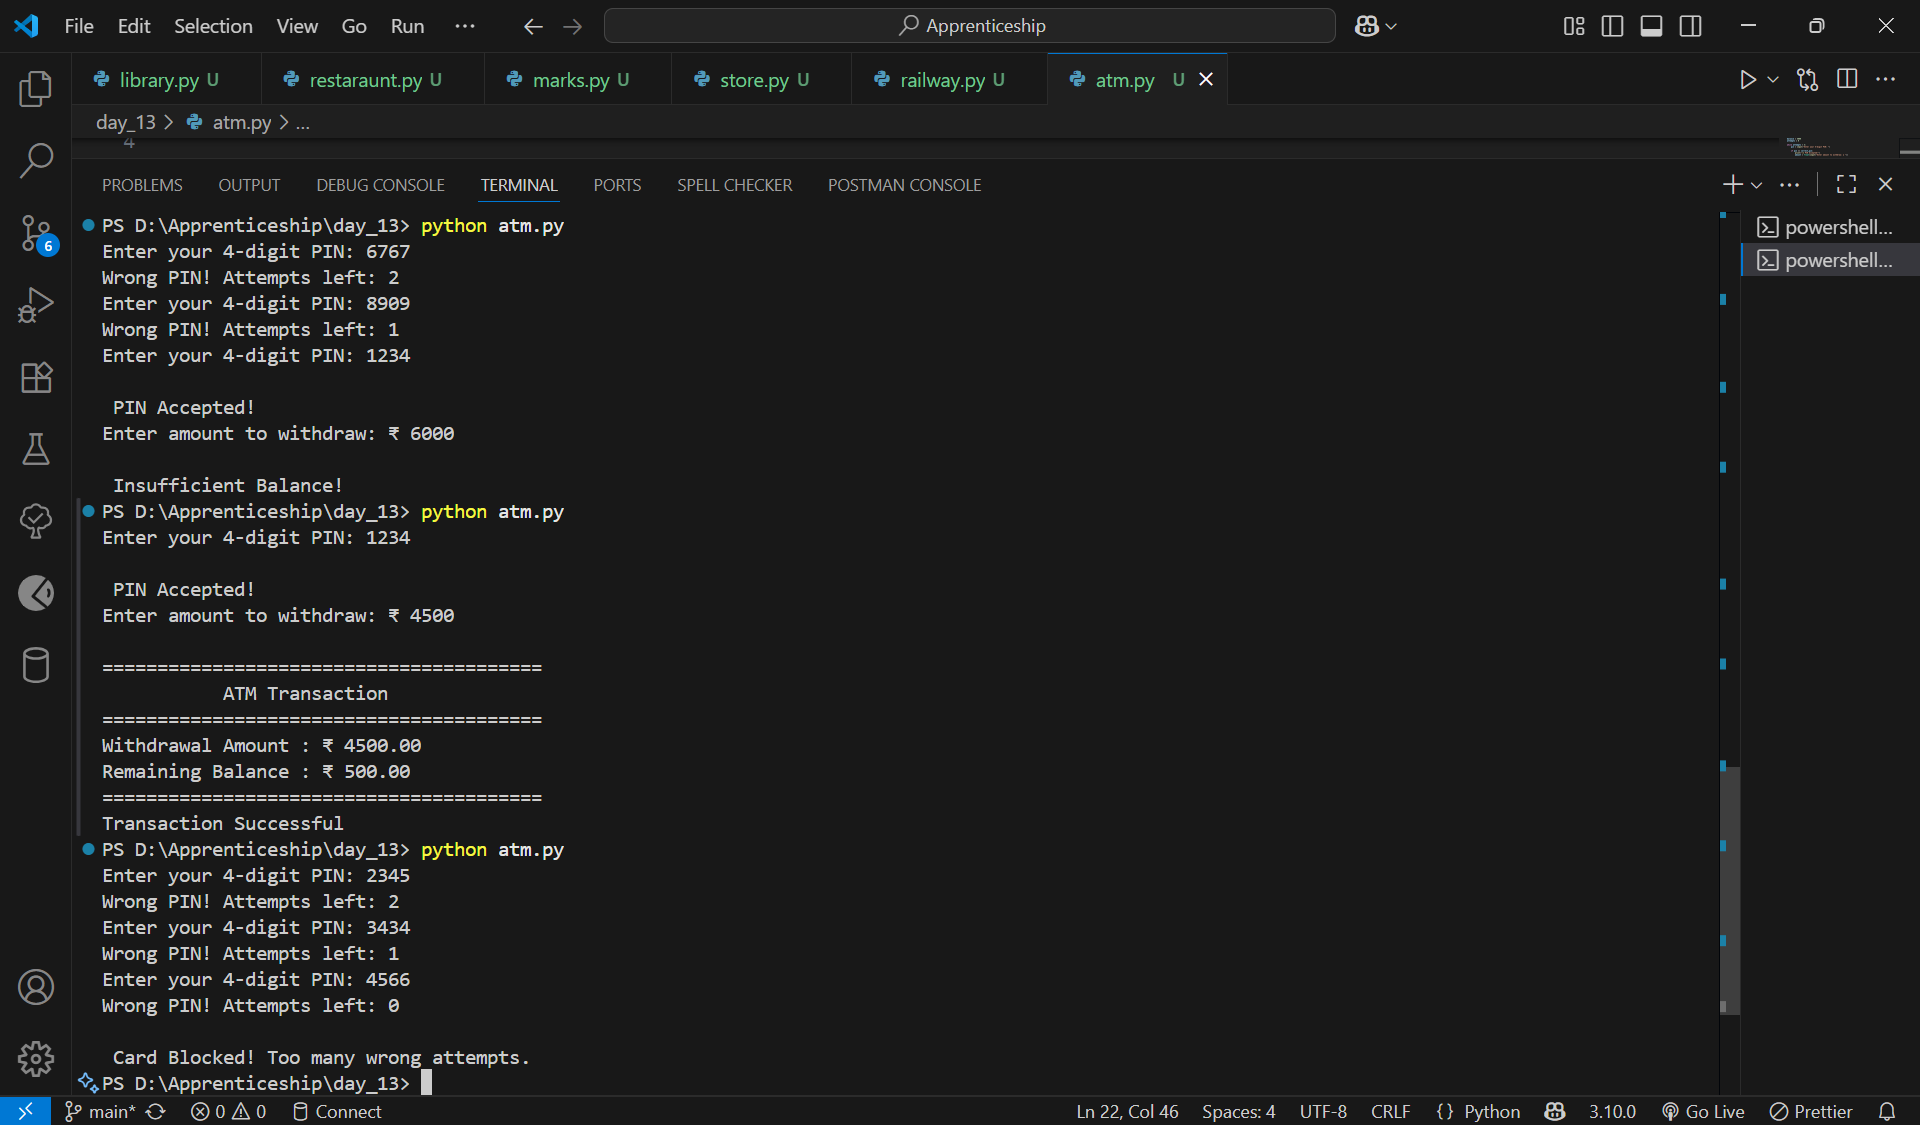 File Edit Selection View Go Run ··· Apprenticeship
library.py U restaraunt.py U marks.py U store.py U railway.py U atm.py U
day_13 > atm.py > ...
4
PROBLEMS OUTPUT DEBUG CONSOLE TERMINAL PORTS SPELL CHECKER POSTMAN CONSOLE
PS D:\Apprenticeship\day_13> python atm.py
Enter your 4-digit PIN: 6767
Wrong PIN! Attempts left: 2
Enter your 4-digit PIN: 8909
Wrong PIN! Attempts left: 1
Enter your 4-digit PIN: 1234
PIN Accepted!
Enter amount to withdraw: ₹ 6000
Insufficient Balance!
PS D:\Apprenticeship\day_13> python atm.py
Enter your 4-digit PIN: 1234
PIN Accepted!
Enter amount to withdraw: ₹ 4500
========================================
ATM Transaction
========================================
Withdrawal Amount : ₹ 4500.00
Remaining Balance : ₹ 500.00
========================================
Transaction Successful
PS D:\Apprenticeship\day_13> python atm.py
Enter your 4-digit PIN: 2345
Wrong PIN! Attempts left: 2
Enter your 4-digit PIN: 3434
Wrong PIN! Attempts left: 1
Enter your 4-digit PIN: 4566
Wrong PIN! Attempts left: 0
Card Blocked! Too many wrong attempts.
PS D:\Apprenticeship\day_13>
powershell...
powershell...
6
main* 0 0 Connect Ln 22, Col 46 Spaces: 4 UTF-8 CRLF {} Python 3.10.0 Go Live Prettier